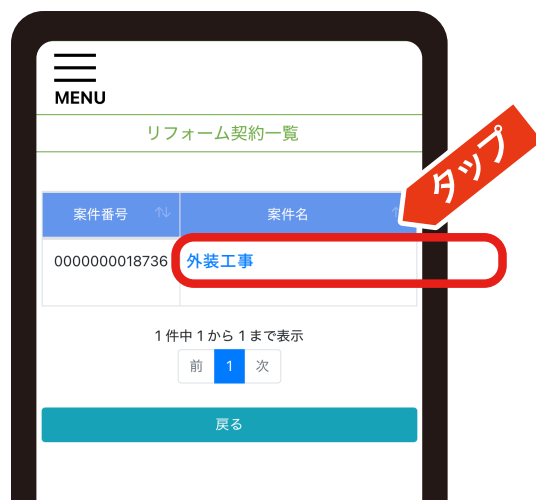 MENU
リフォーム契約一覧
タップ
案件番号 案件名
0000000018736 外装工事
1 件中 1 から 1 まで表示
前 1 次
戻る